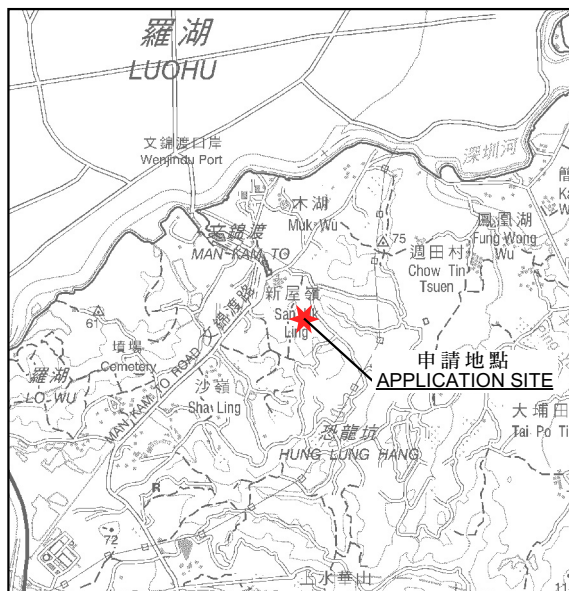 羅湖
LUOHU
文錦渡口岸
Wenjindu Port
深圳河
木湖
Muk Wu
鳳凰湖
Fung Wong
Wu
文錦渡
MAN-KAM TO
75
週田村
Chow Tin
Tsuen
新屋嶺
San Uk
Ling
61
墳場
Cemetery
MAN KAM TO ROAD 文錦渡路
羅湖
LO WU
沙嶺
Sha Ling
申請地點
APPLICATION SITE
大埔田
Tai Po Ti
恐龍坑
HUNG LUNG HANG
R
72
上水華山
11